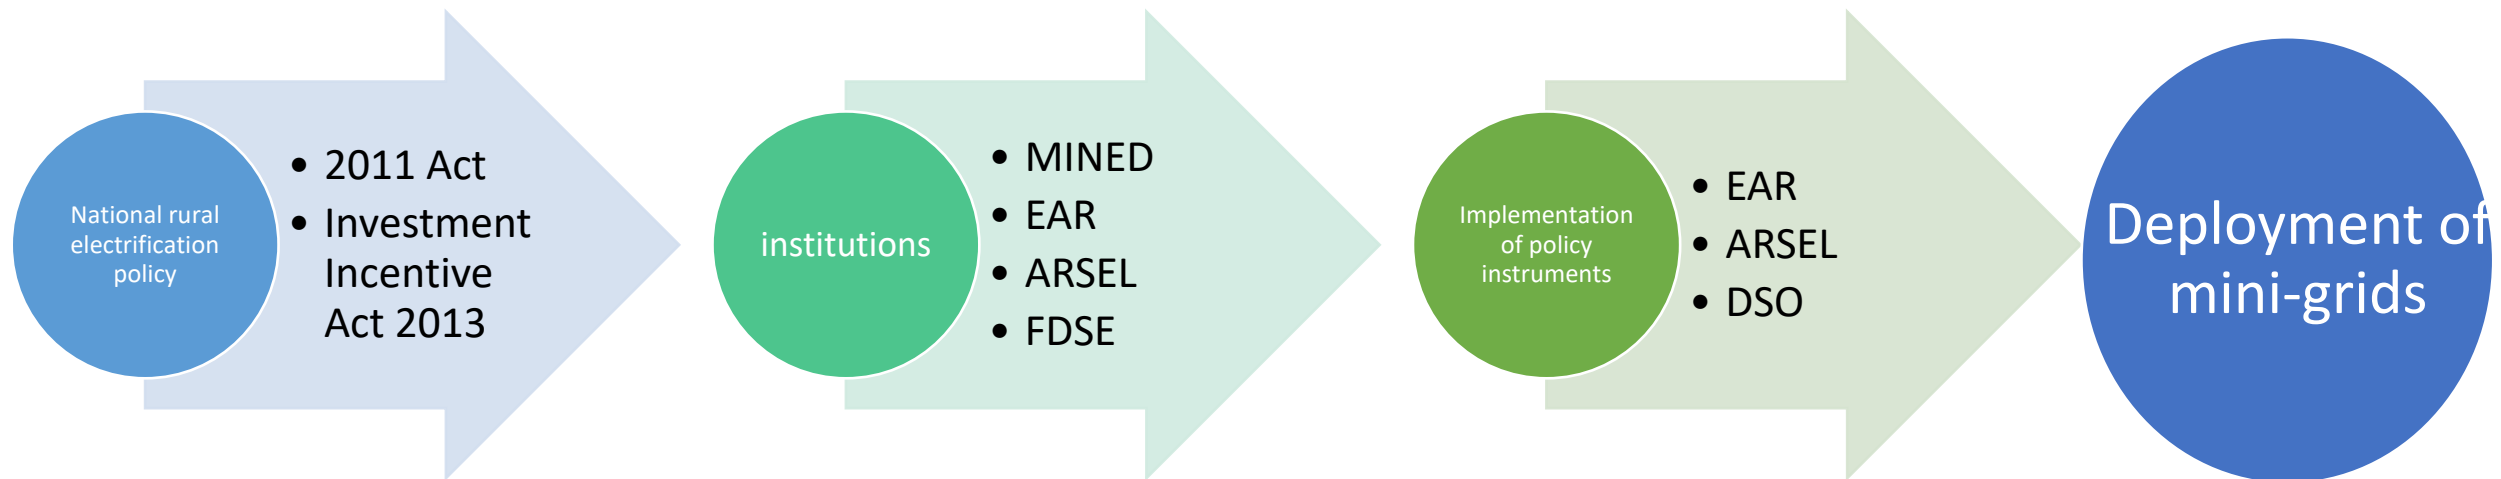 National rural
electrification
policy
• 2011 Act
• Investment
Incentive
Act 2013
institutions
• MINED
• EAR
• ARSEL
• FDSE
Implementation
of policy
instruments
• EAR
• ARSEL
• DSO
Deployment of
mini-grids